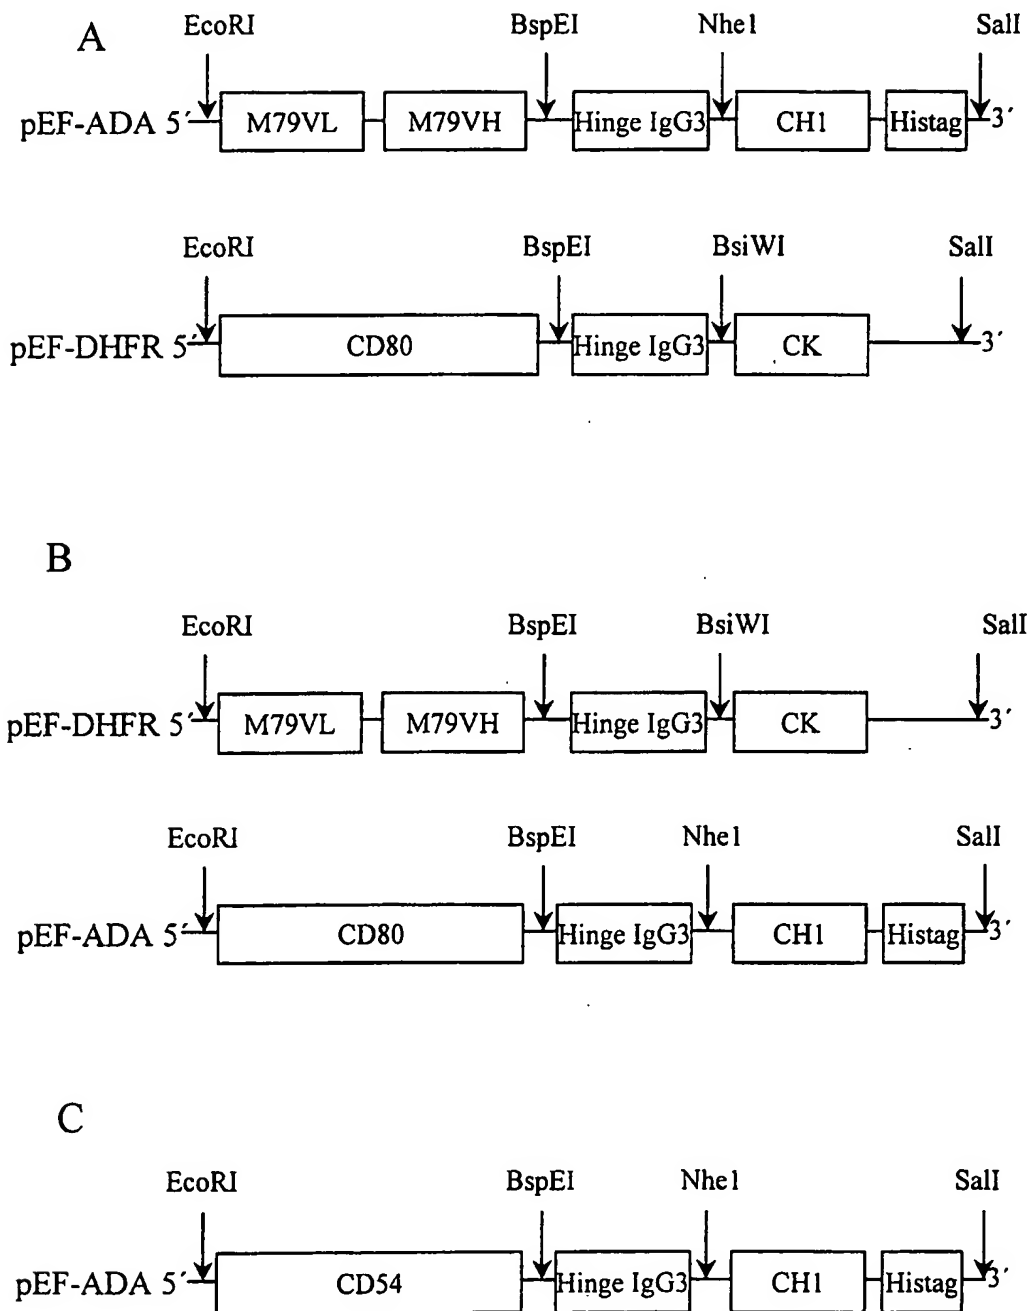 A
EcoRI BspEI Nhe1 SalI
pEF-ADA 5´ M79VL M79VH Hinge IgG3 CH1 Histag 3´
EcoRI BspEI BsiWI SalI
pEF-DHFR 5´ CD80 Hinge IgG3 CK 3´
B
EcoRI BspEI BsiWI SalI
pEF-DHFR 5´ M79VL M79VH Hinge IgG3 CK 3´
EcoRI BspEI Nhe1 SalI
pEF-ADA 5´ CD80 Hinge IgG3 CH1 Histag 3´
C
EcoRI BspEI Nhe1 SalI
pEF-ADA 5´ CD54 Hinge IgG3 CH1 Histag 3´